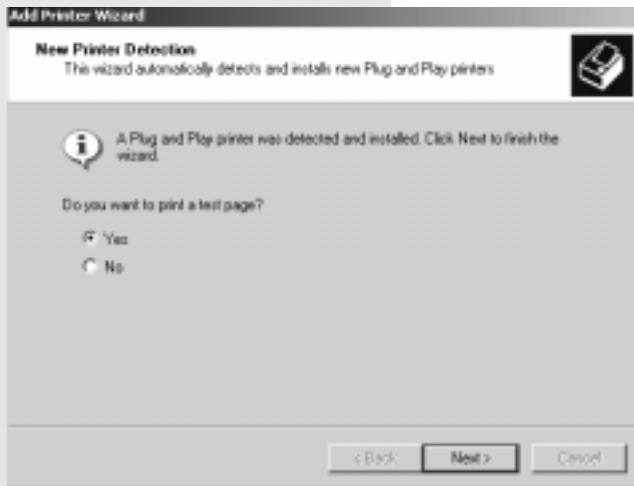 Add Printer Wizard
New Printer Detection
This wizard automatically detects and installs new Plug and Play printers
A Plug and Play printer was detected and installed. Click Next to finish the
wizard.
Do you want to print a test page?
Yes
No
< Back
Next >
Cancel